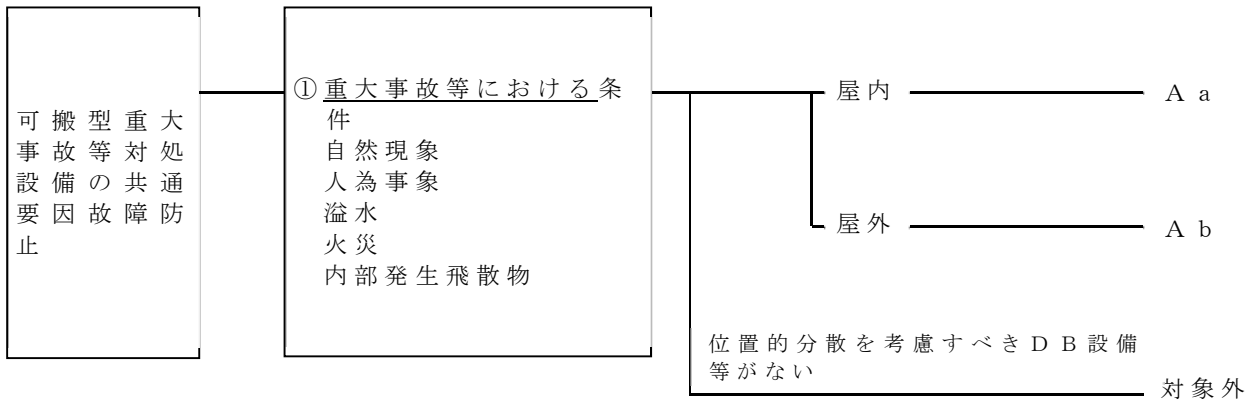 可搬型重大
事故等対処
設備の共通
要因故障防
止
①重大事故等における条
件
自然現象
人為事象
溢水
火災
内部発生飛散物
屋内
Ａａ
屋外
Ａｂ
位置的分散を考慮すべきＤＢ設備
等がない
対象外